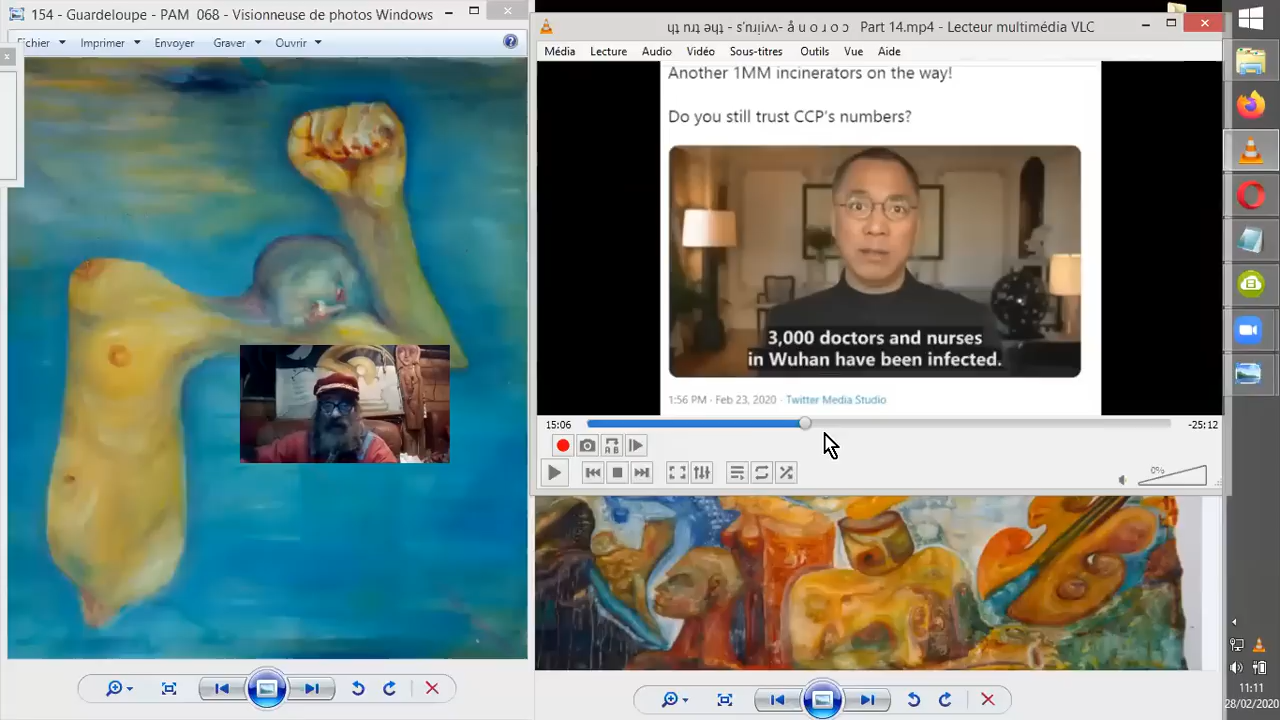 154 - Guardeloupe - PAM 068 - Visionneuse de photos Windows
Imprimer
Envoyer
Graver
Ouvrir
Part 14.mp4 - Lecteur multimédia VLC
Média Lecture Audio Vidéo Sous-titres Outils Vue Aide
Another 1MM incinerators on the way!
Do you still trust CCP's numbers?
3,000 doctors and nurses
in Wuhan have been infected.
1:56 PM · Feb 23, 2020 · Twitter Media Studio
15:06
-25:12
0%
11:11
28/02/2020